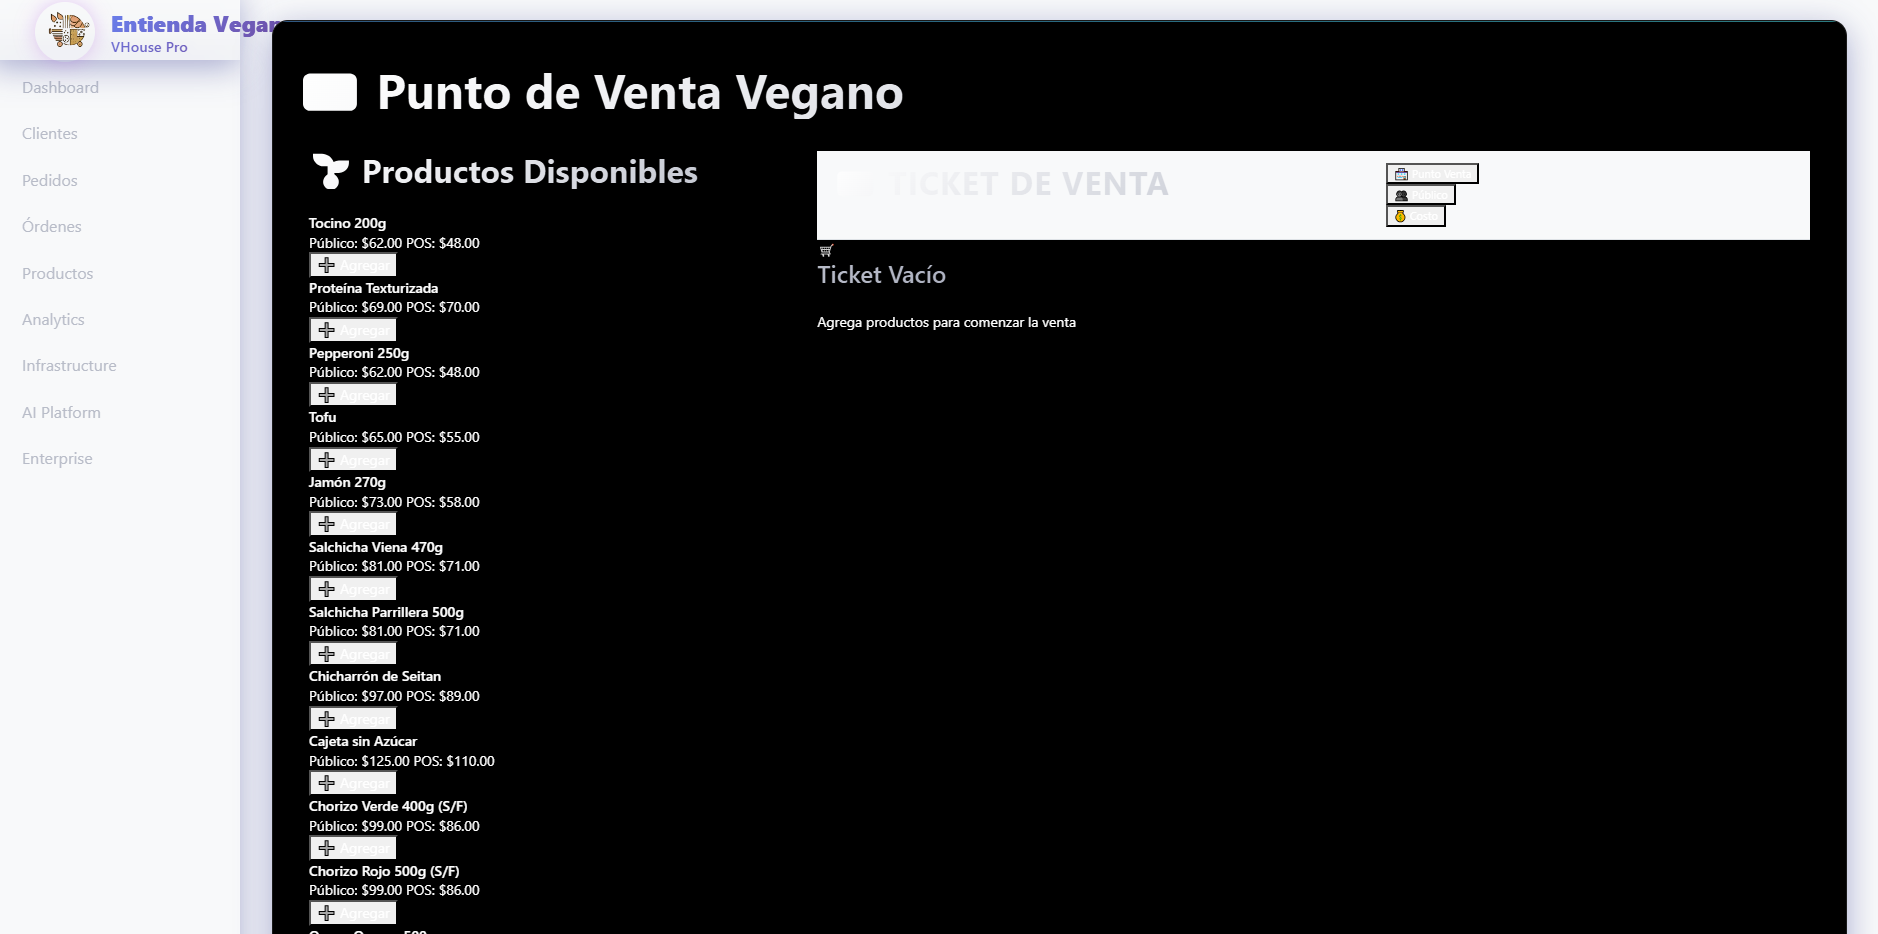 Entienda Vegan
VHouse Pro
Dashboard
Clientes
Pedidos
Órdenes
Productos
Analytics
Infrastructure
AI Platform
Enterprise
Punto de Venta Vegano
Productos Disponibles
Tocino 200g
Público: $62.00 POS: $48.00
Agregar
Proteína Texturizada
Público: $69.00 POS: $70.00
Agregar
Pepperoni 250g
Público: $62.00 POS: $48.00
Agregar
Tofu
Público: $65.00 POS: $55.00
Agregar
Jamón 270g
Público: $73.00 POS: $58.00
Agregar
Salchicha Viena 470g
Público: $81.00 POS: $71.00
Agregar
Salchicha Parrillera 500g
Público: $81.00 POS: $71.00
Agregar
Chicharrón de Seitan
Público: $97.00 POS: $89.00
Agregar
Cajeta sin Azúcar
Público: $125.00 POS: $110.00
Agregar
Chorizo Verde 400g (S/F)
Público: $99.00 POS: $86.00
Agregar
Chorizo Rojo 500g (S/F)
Público: $99.00 POS: $86.00
Agregar
TICKET DE VENTA
Punto Venta
Público
Costo
Ticket Vacío
Agrega productos para comenzar la venta